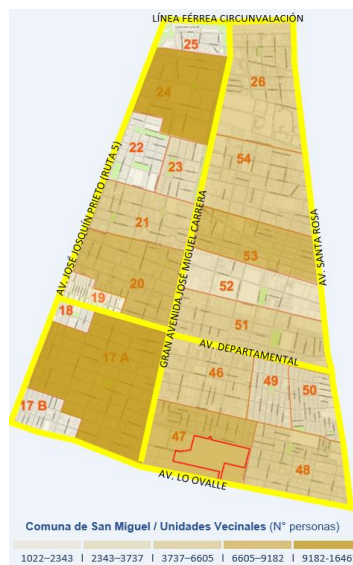 LÍNEA FÉRREA CIRCUNVALACIÓN
25
24
26
22
23
54
AV. JOSÉ JOSQUÍN PRIETO (RUTA 5)
GRAN AVENIDA JOSÉ MIGUEL CARRERA
AV. SANTA ROSA
21
53
20
52
19
51
18
AV. DEPARTAMENTAL
17 A
46
49
50
17 B
47
48
AV. LO OVALLE
Comuna de San Miguel / Unidades Vecinales (N° personas)
1022–2343 I 2343–3737 I 3737–6605 I 6605–9182 I 9182-1646